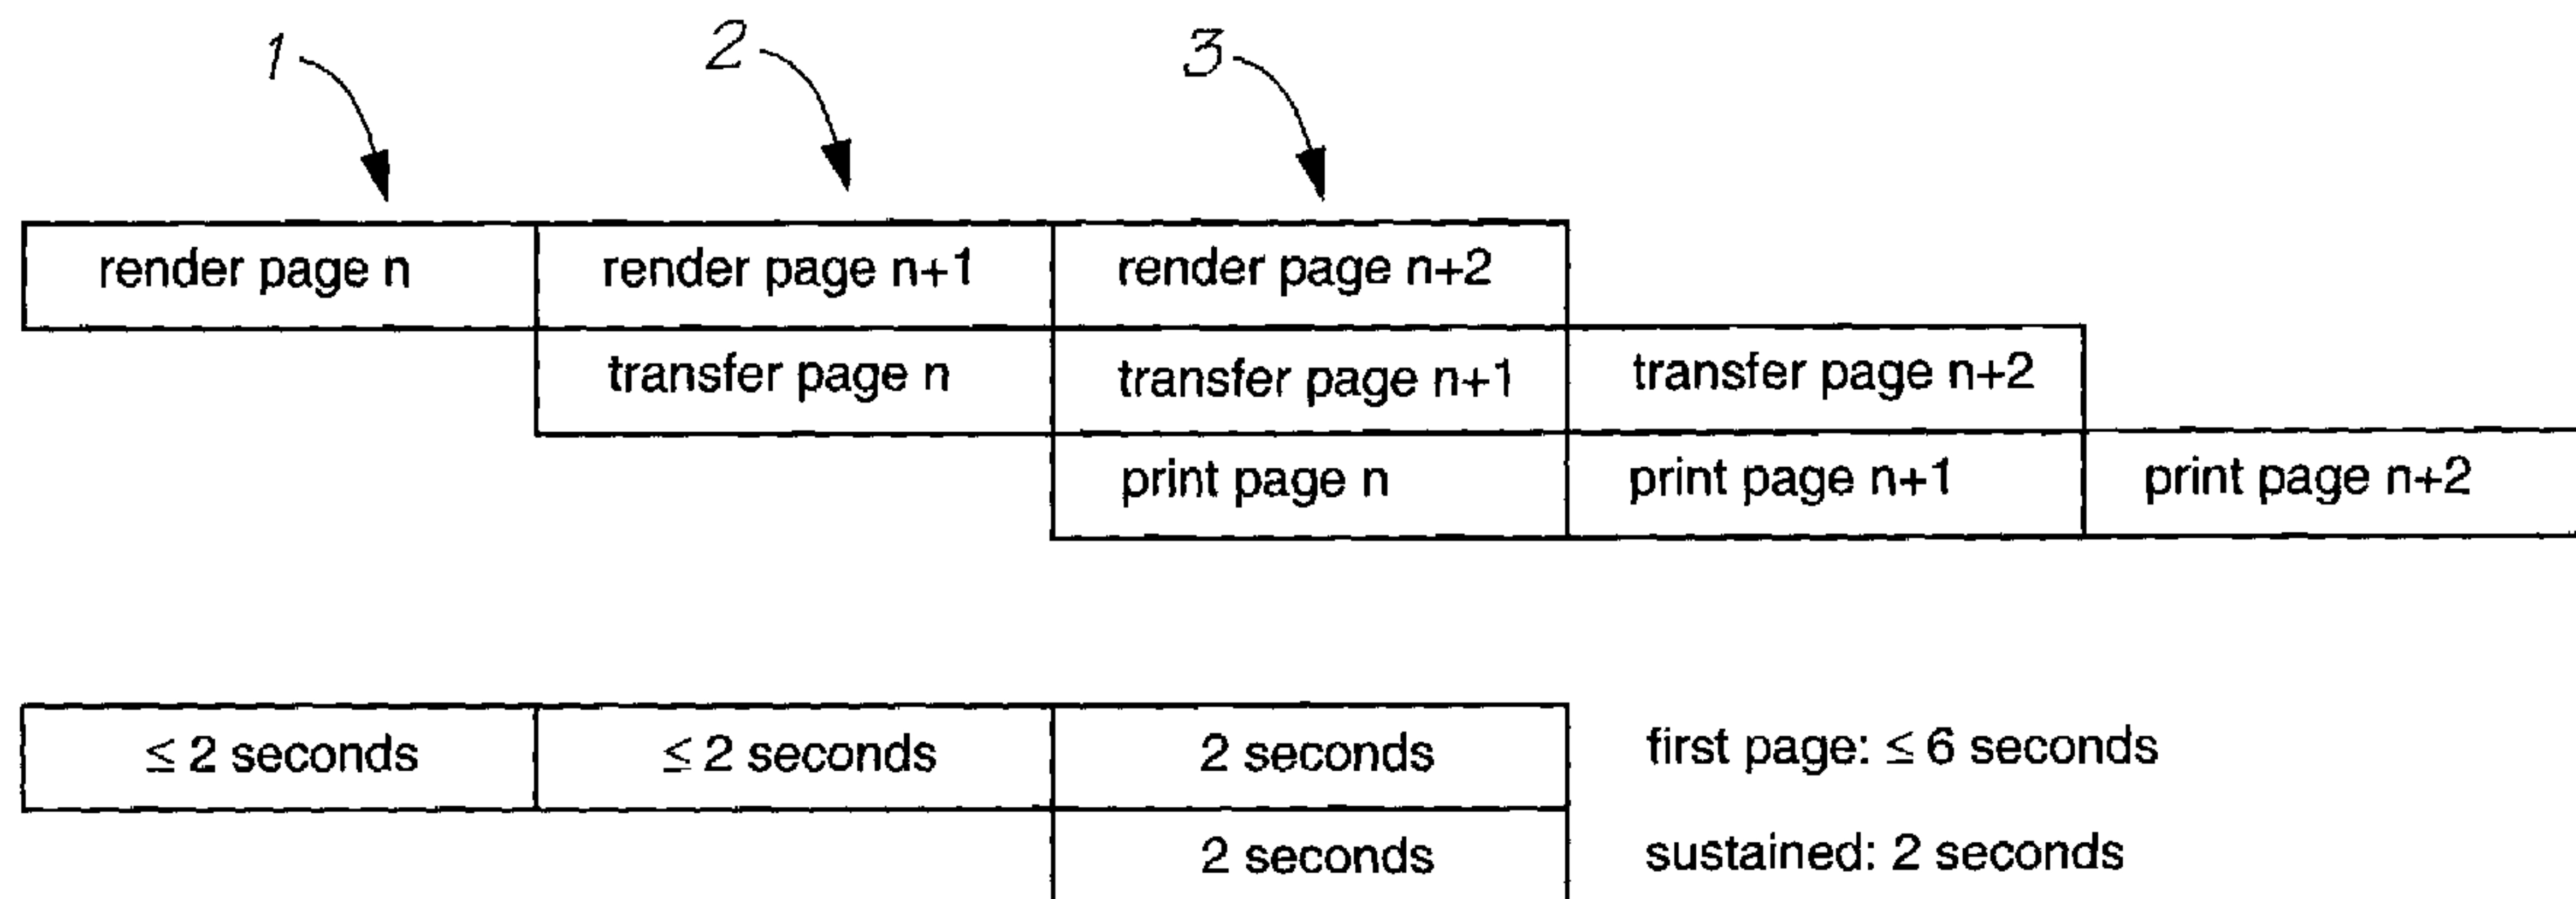 1 2 3
render page n render page n+1 render page n+2
transfer page n transfer page n+1 transfer page n+2
print page n print page n+1 print page n+2
≤ 2 seconds ≤ 2 seconds 2 seconds first page: ≤ 6 seconds
2 seconds sustained: 2 seconds